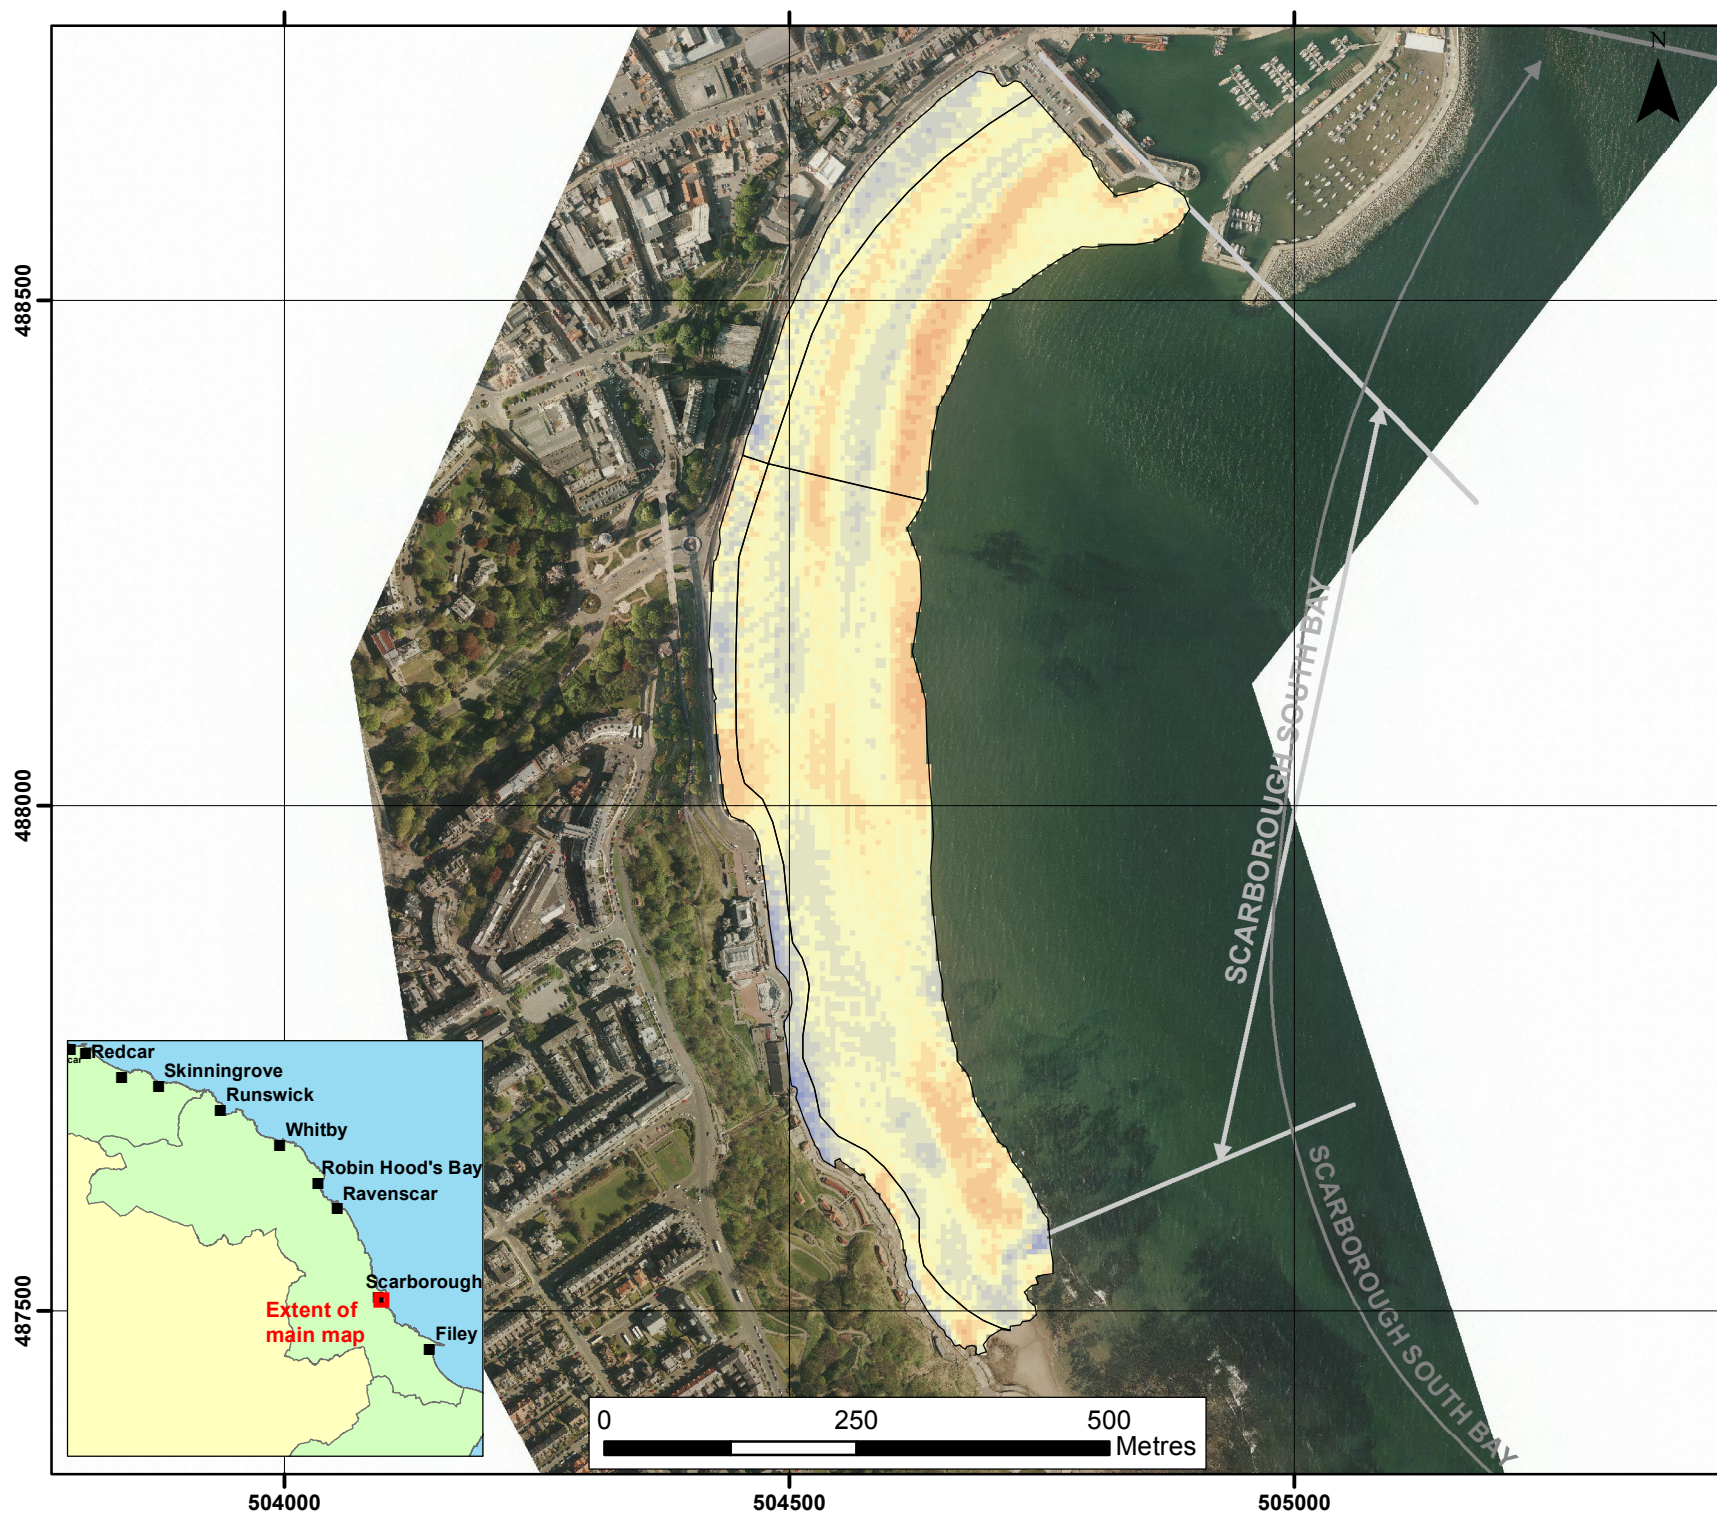 N
488500
488000
487500
SCARBOROUGH SOUTH BAY
SCARBOROUGH SOUTH BAY
car
Redcar
Skinningrove
Runswick
Whitby
Robin Hood's Bay
Ravenscar
Scarborough
Extent of
main map
Filey
0 250 500
Metres
504000 504500 505000